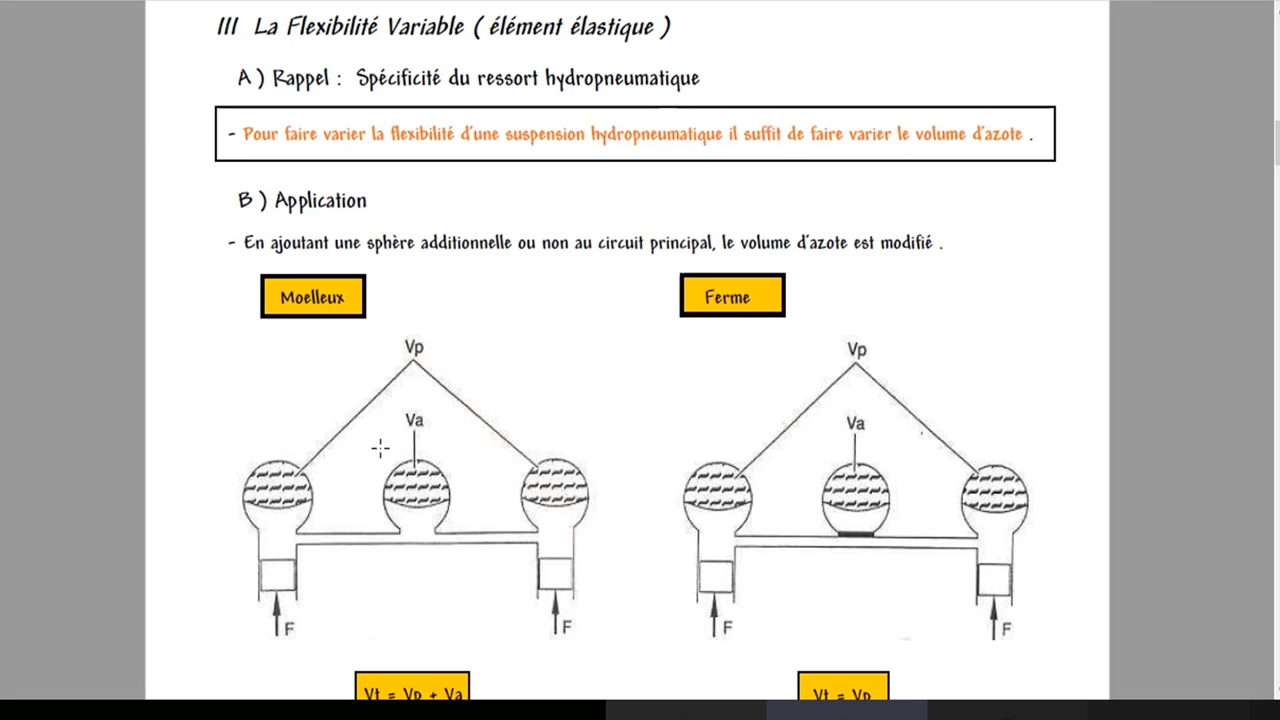 III La Flexibilité Variable ( élément élastique )
A ) Rappel : Spécificité du ressort hydropneumatique
- Pour faire varier la flexibilité d'une suspension hydropneumatique il suffit de faire varier le volume d'azote .
B ) Application
- En ajoutant une sphère additionnelle ou non au circuit principal, le volume d'azote est modifié .
Moelleux
Ferme
Vp
Vp
Va
Va
F
F
F
F
Vt = Vp + Va
Vt = Vp